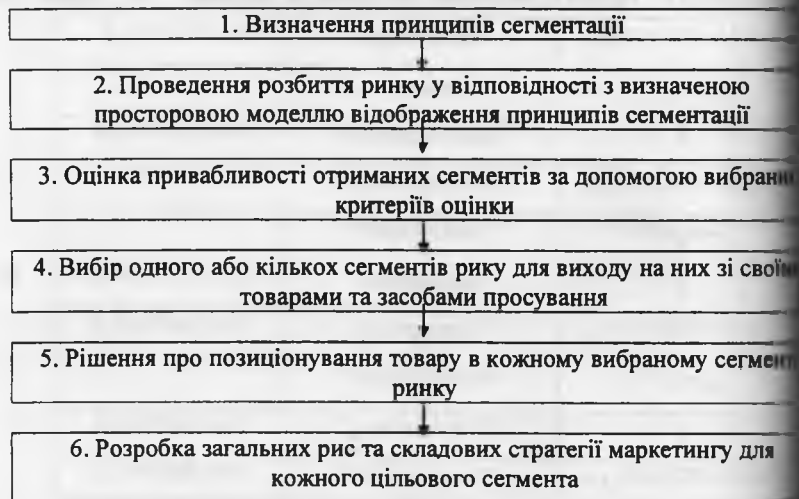 1. Визначення принципів сегментації
2. Проведення розбиття ринку у відповідності з визначеною
просторовою моделлю відображення принципів сегментації
3. Оцінка привабливості отриманих сегментів за допомогою
критеріїв оцінки
4. Вибір одного або кількох сегментів рику для виходу на них зі
товарами та засобами просування
5. Рішення про позиціонування товару в кожному вибраному
ринку
6. Розробка загальних рис та складових стратегії маркетингу для
кожного цільового сегмента